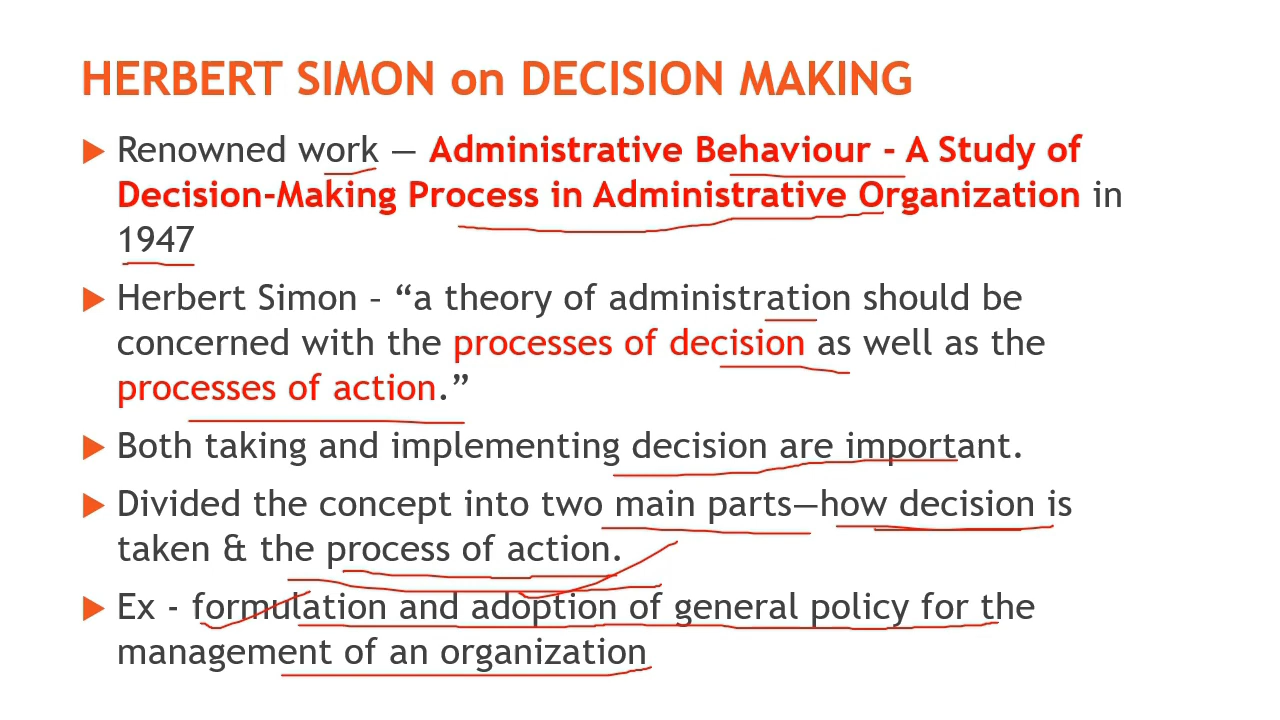 HERBERT SIMON on DECISION MAKING
Renowned work — Administrative Behaviour - A Study of
Decision-Making Process in Administrative Organization in
1947
Herbert Simon – “a theory of administration should be
concerned with the processes of decision as well as the
processes of action.”
Both taking and implementing decision are important.
Divided the concept into two main parts—how decision is
taken & the process of action.
Ex - formulation and adoption of general policy for the
management of an organization